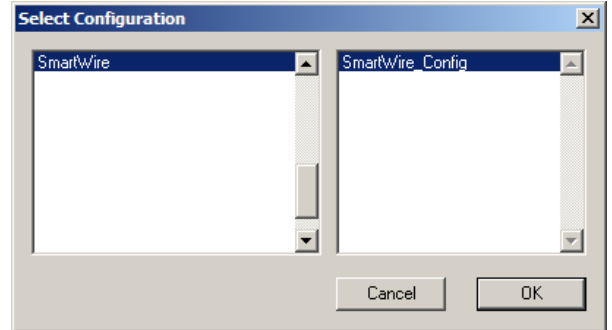 Select Configuration
SmartWire
SmartWire_Config
Cancel
OK